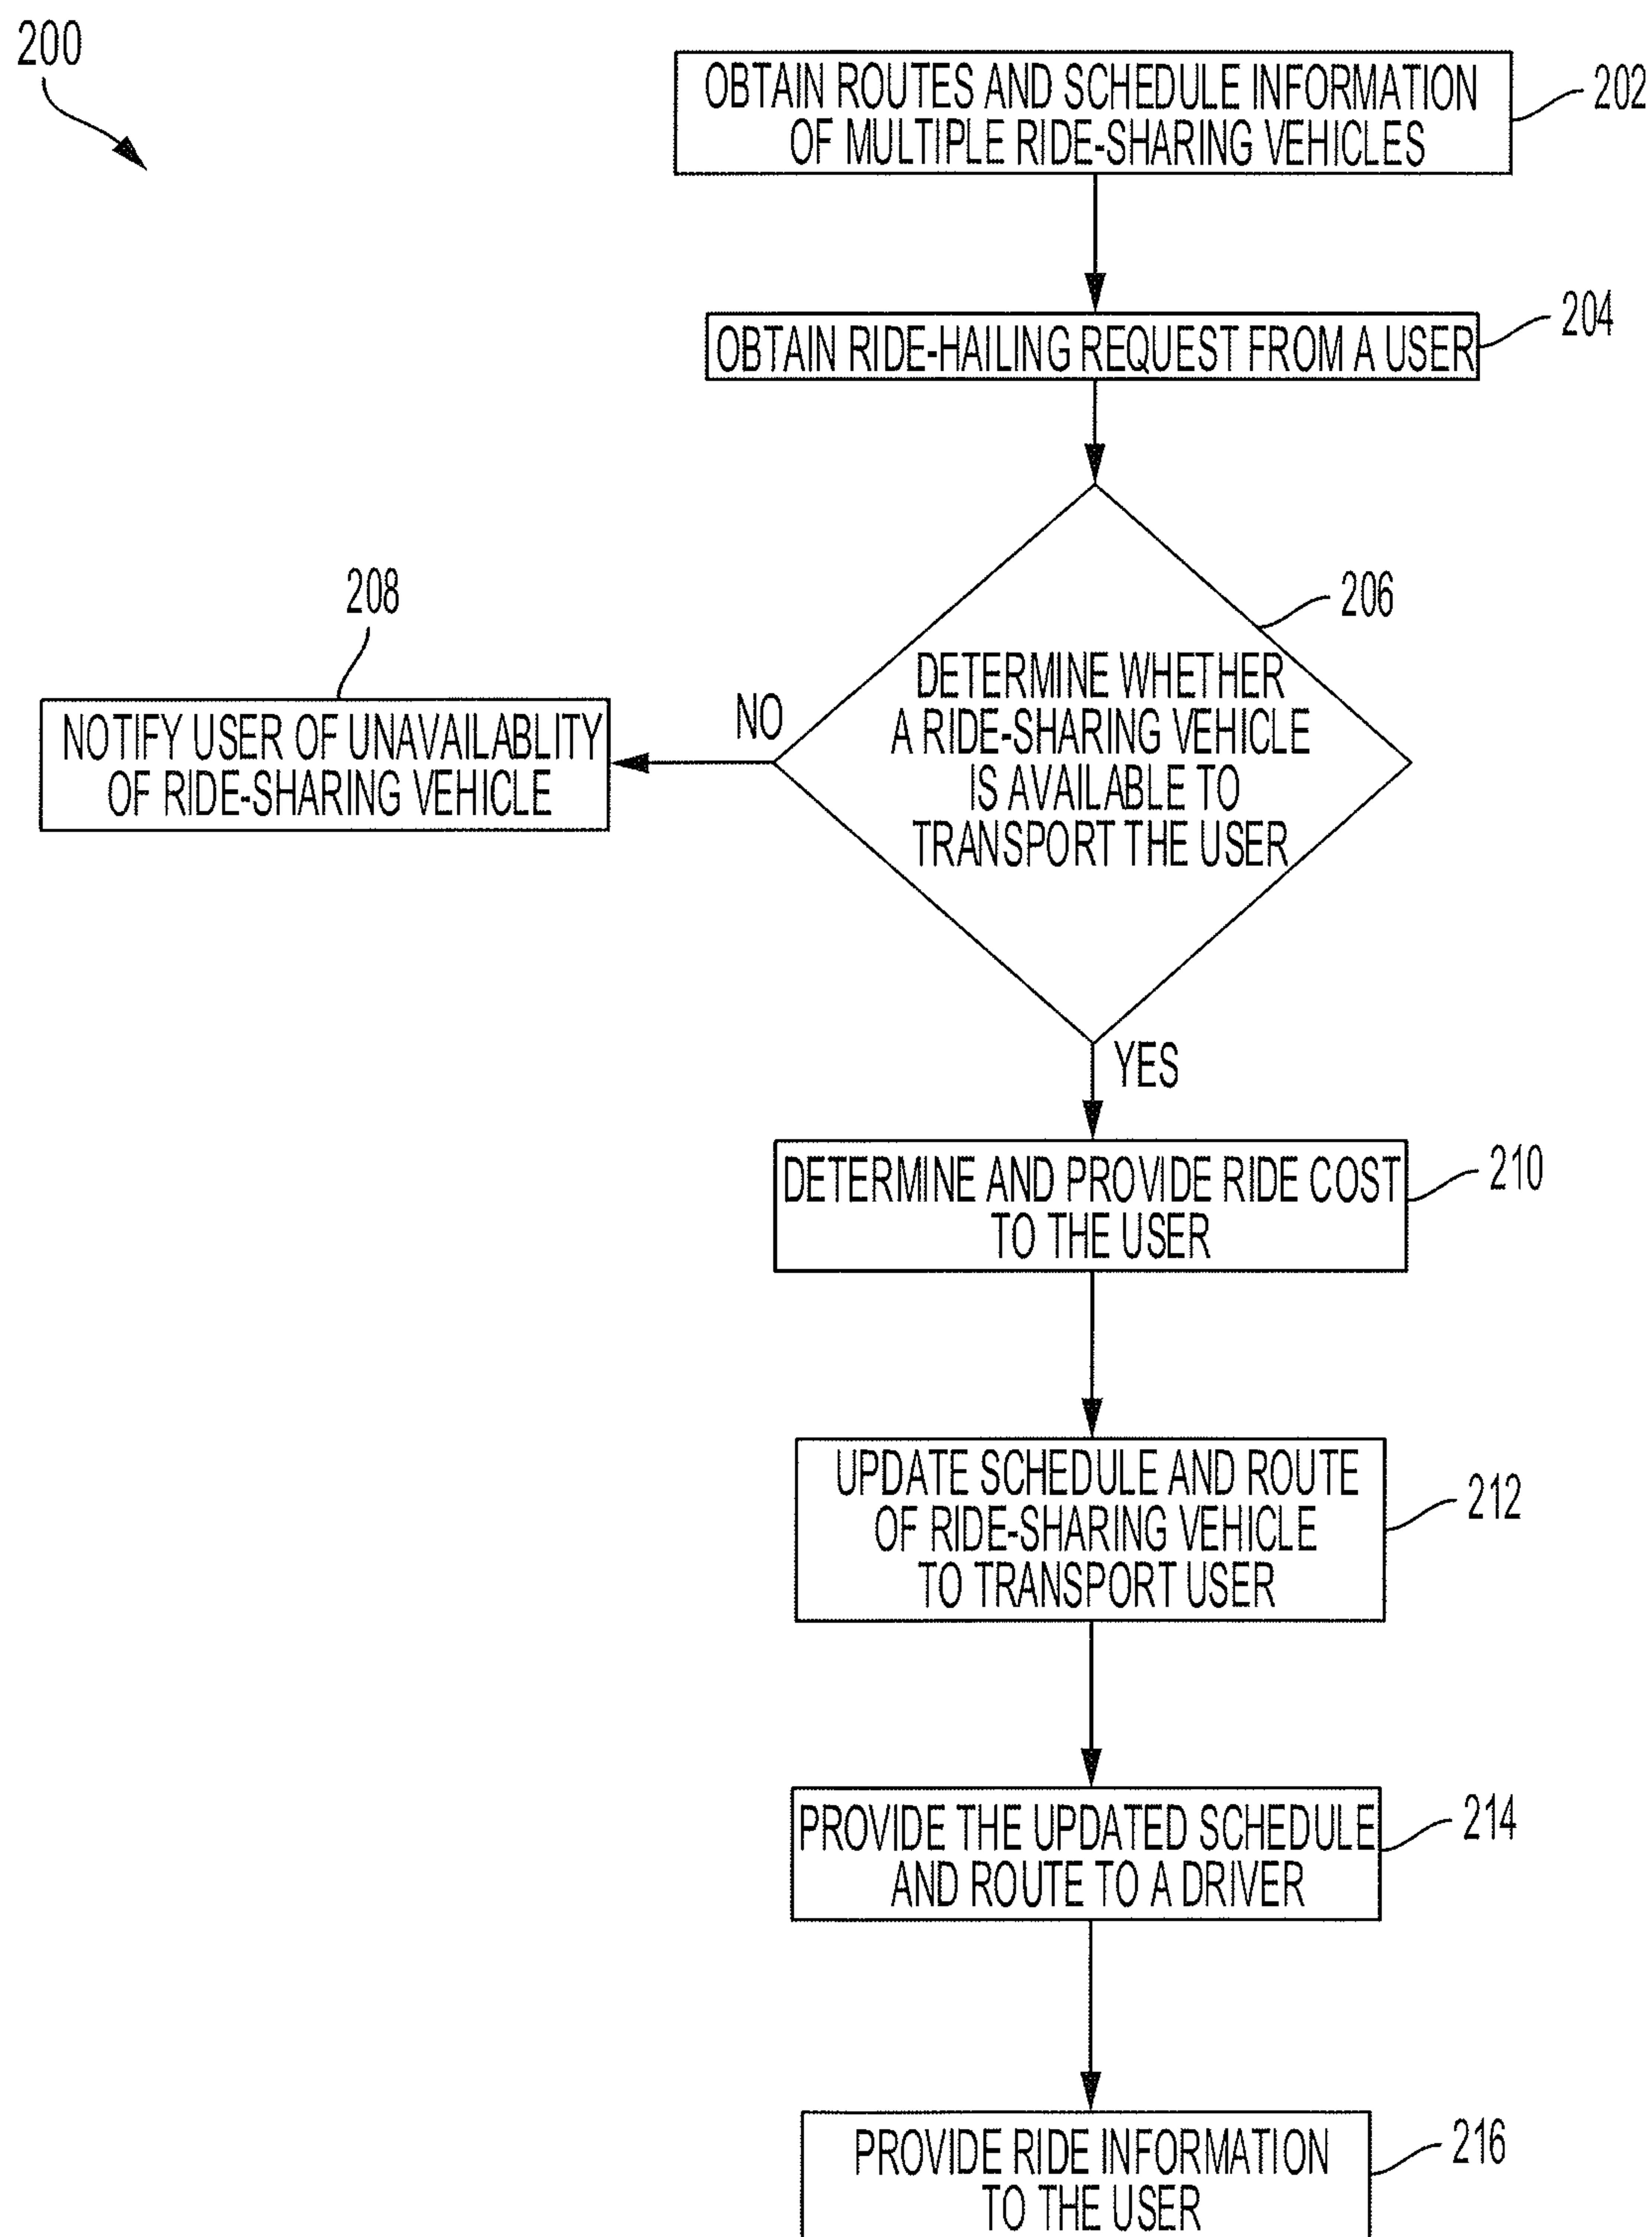 200
OBTAIN ROUTES AND SCHEDULE INFORMATION
OF MULTIPLE RIDE-SHARING VEHICLES
202
OBTAIN RIDE-HAILING REQUEST FROM A USER
204
206
DETERMINE WHETHER
A RIDE-SHARING VEHICLE
IS AVAILABLE TO
TRANSPORT THE USER
NO
208
NOTIFY USER OF UNAVAILABLITY
OF RIDE-SHARING VEHICLE
YES
DETERMINE AND PROVIDE RIDE COST
TO THE USER
210
UPDATE SCHEDULE AND ROUTE
OF RIDE-SHARING VEHICLE
TO TRANSPORT USER
212
PROVIDE THE UPDATED SCHEDULE
AND ROUTE TO A DRIVER
214
PROVIDE RIDE INFORMATION
TO THE USER
216